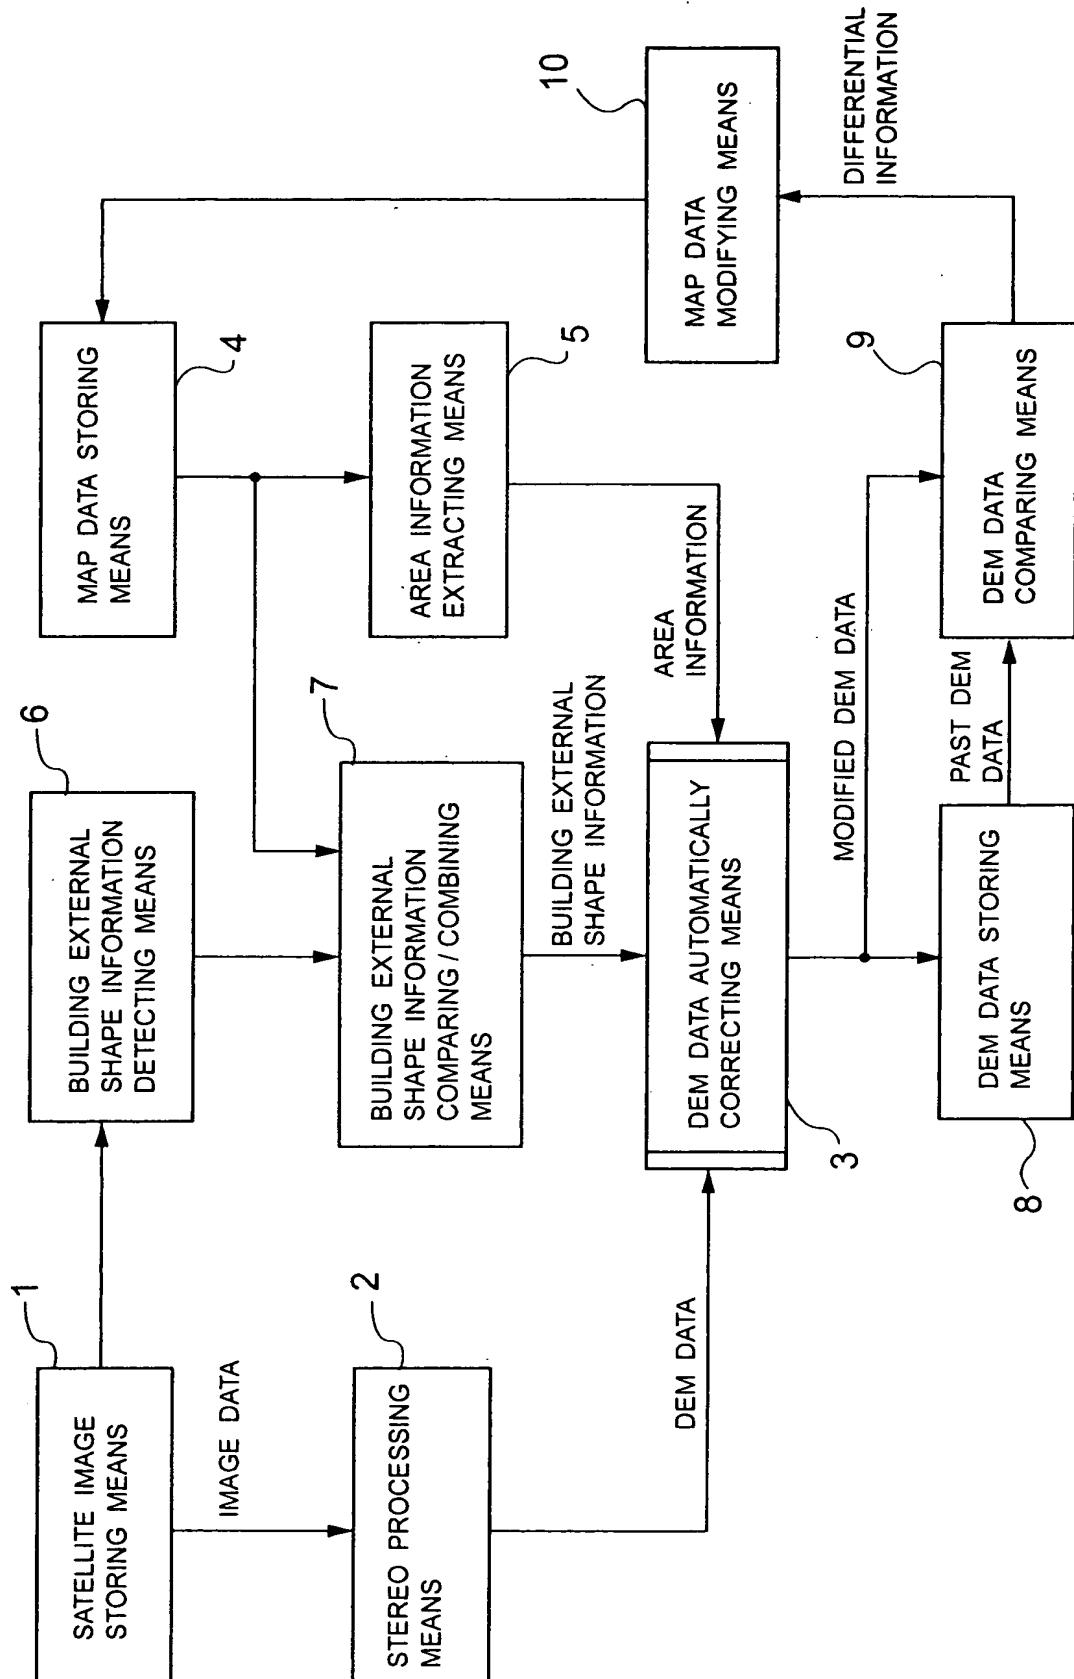 1
SATELLITE IMAGE
STORING MEANS
IMAGE DATA
2
STEREO PROCESSING
MEANS
DEM DATA
6
BUILDING EXTERNAL
SHAPE INFORMATION
DETECTING MEANS
7
BUILDING EXTERNAL
SHAPE INFORMATION
COMPARING / COMBINING
MEANS
BUILDING EXTERNAL
SHAPE INFORMATION
DEM DATA AUTOMATICALLY
CORRECTING MEANS
3
MAP DATA STORING
MEANS
4
AREA INFORMATION
EXTRACTING MEANS
5
AREA
INFORMATION
MODIFIED DEM DATA
DEM DATA STORING
MEANS
8
PAST DEM
DATA
9
DEM DATA
COMPARING MEANS
DIFFERENTIAL
INFORMATION
10
MAP DATA
MODIFYING MEANS